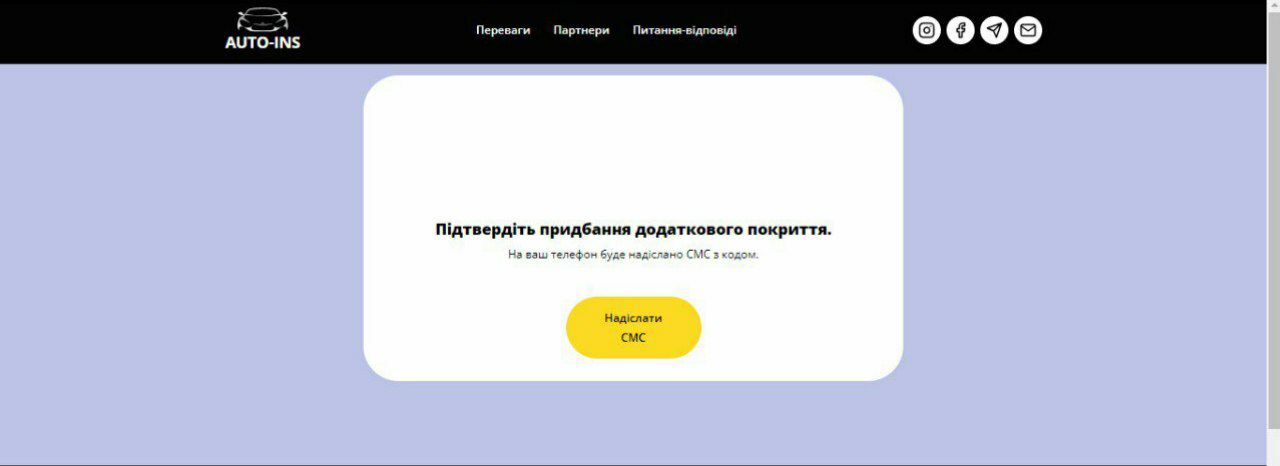 AUTO-INS
Переваги Партнери Питання-відповіді
Підтвердіть придбання додаткового покриття.
На ваш телефон буде надіслано СМС з кодом.
Надіслати
СМС